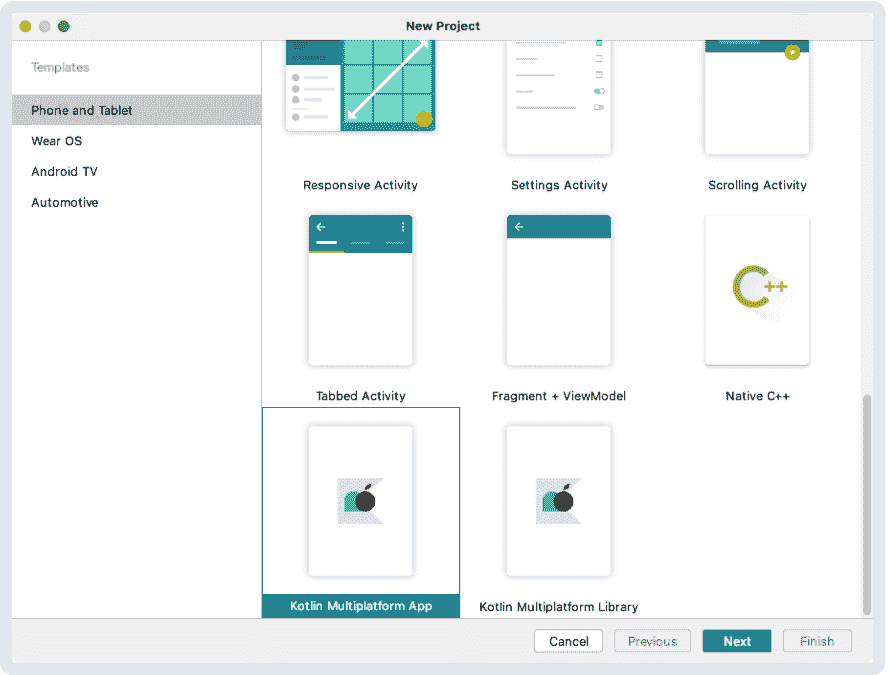 New Project
Templates
Phone and Tablet
Wear OS
Android TV
Automotive
Responsive Activity
Settings Activity
Scrolling Activity
C++
Tabbed Activity
Fragment + ViewModel
Native C++
Kotlin Multiplatform App
Kotlin Multiplatform Library
Cancel
Previous
Next
Finish